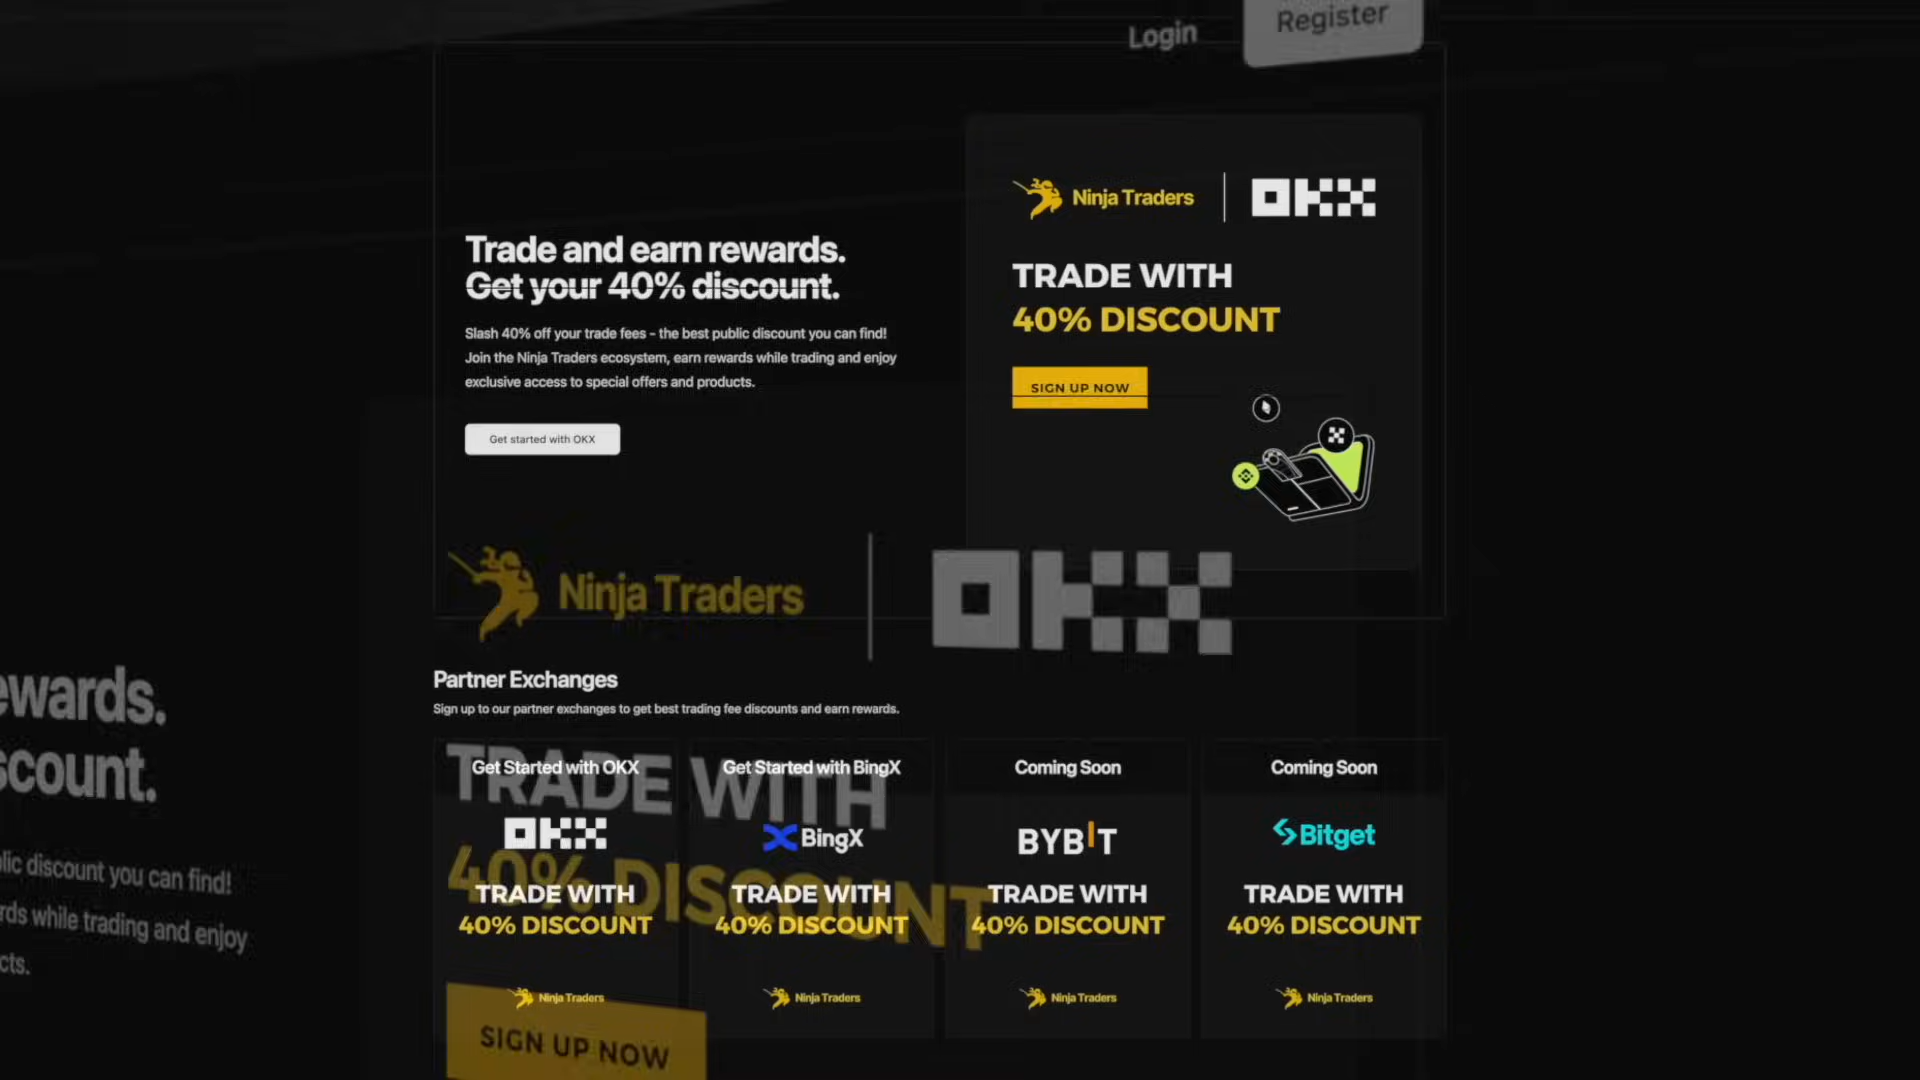 Login
Register
Ninja Traders
OKX
Trade and earn rewards.
Get your 40% discount.
TRADE WITH
40% DISCOUNT
Slash 40% off your trade fees - the best public discount you can find!
Join the Ninja Traders ecosystem, earn rewards while trading and enjoy
exclusive access to special offers and products.
SIGN UP NOW
Get started with OKX
Ninja Traders
OKX
ewards.
scount.
lic discount you can find!
rds while trading and enjoy
cts.
TRADE WITH
40% DISCOUNT
SIGN UP NOW
Partner Exchanges
Sign up to our partner exchanges to get best trading fee discounts and earn rewards.
Get Started with OKX
OKX
TRADE WITH
40% DISCOUNT
Ninja Traders
Get Started with BingX
BingX
TRADE WITH
40% DISCOUNT
Ninja Traders
Coming Soon
BYBIT
TRADE WITH
40% DISCOUNT
Ninja Traders
Coming Soon
Bitget
TRADE WITH
40% DISCOUNT
Ninja Traders